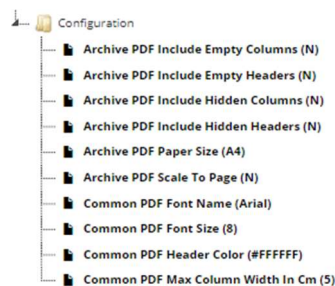 Configuration
Archive PDF Include Empty Columns (N)
Archive PDF Include Empty Headers (N)
Archive PDF Include Hidden Columns (N)
Archive PDF Include Hidden Headers (N)
Archive PDF Paper Size (A4)
Archive PDF Scale To Page (N)
Common PDF Font Name (Arial)
Common PDF Font Size (8)
Common PDF Header Color (#FFFFFF)
Common PDF Max Column Width In Cm (5)